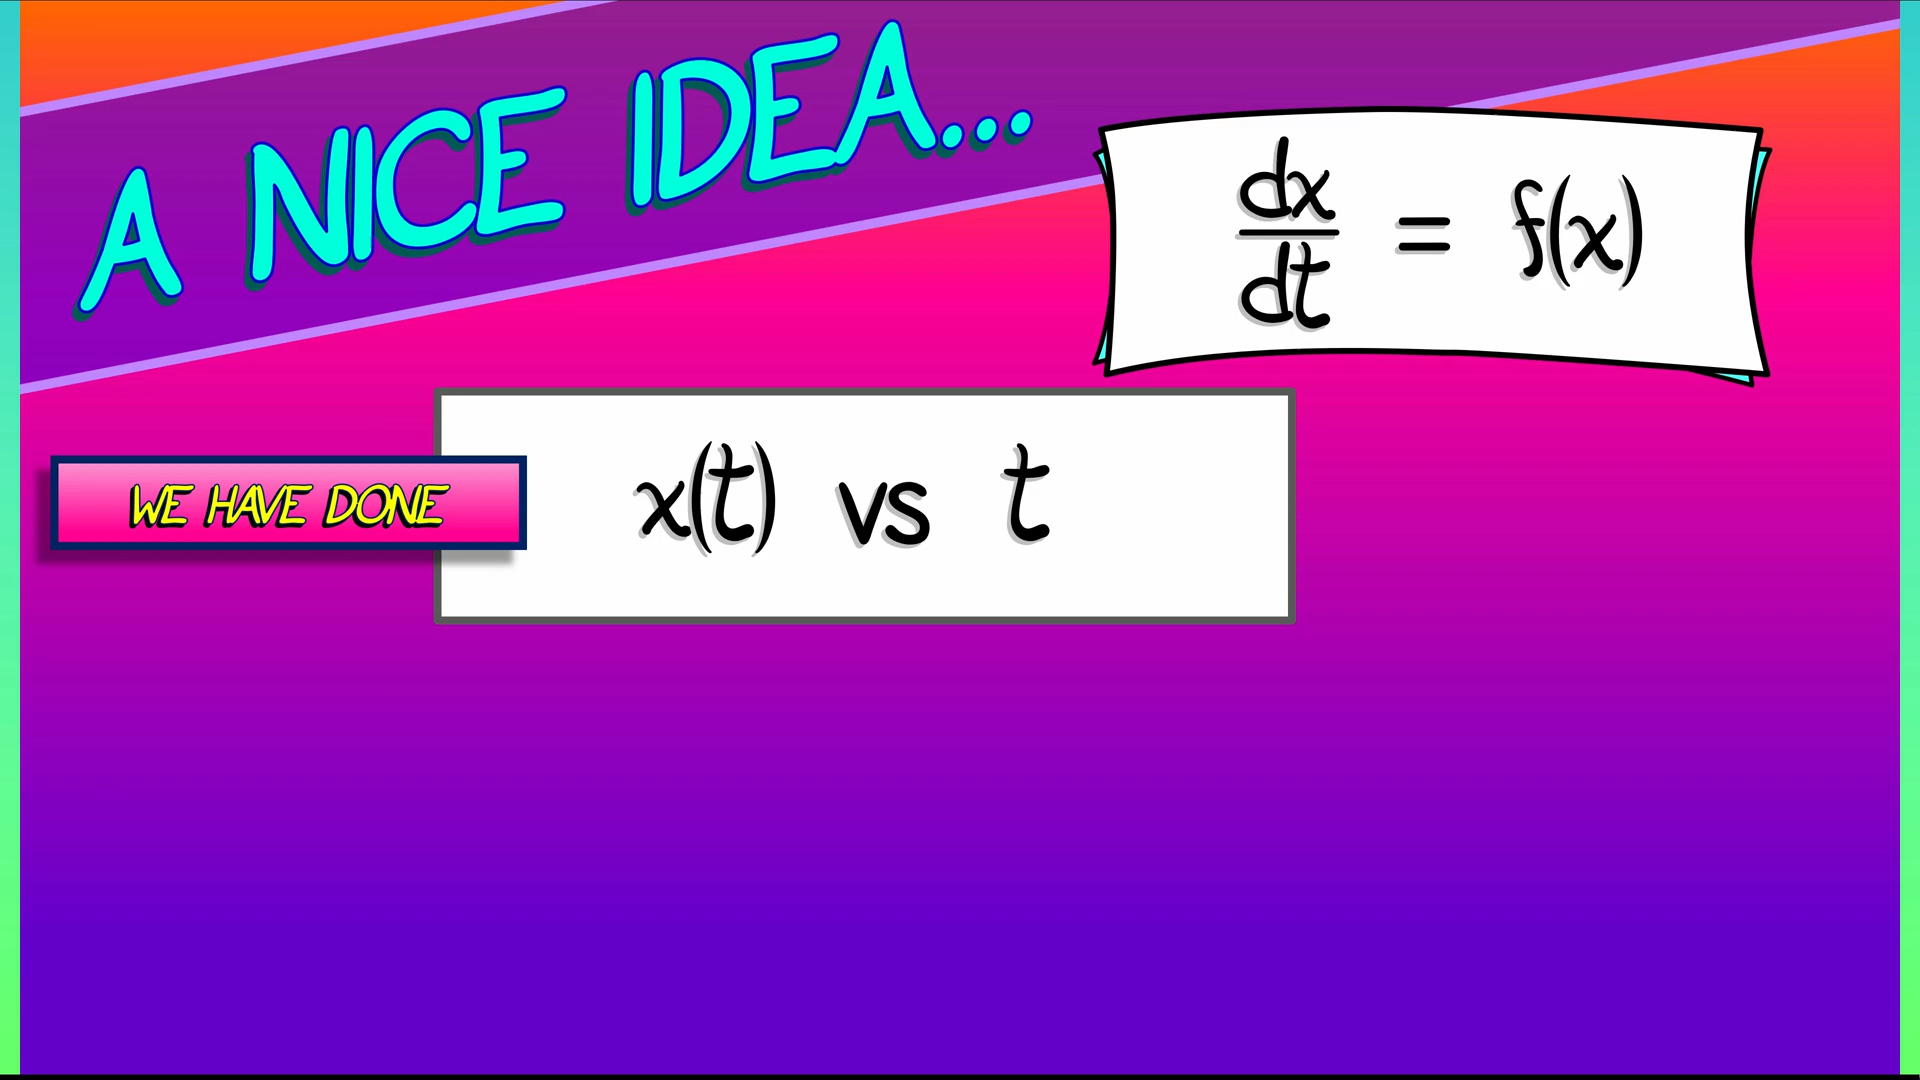 A NICE IDEA...
dx/dt = f(x)
WE HAVE DONE
x(t) vs t